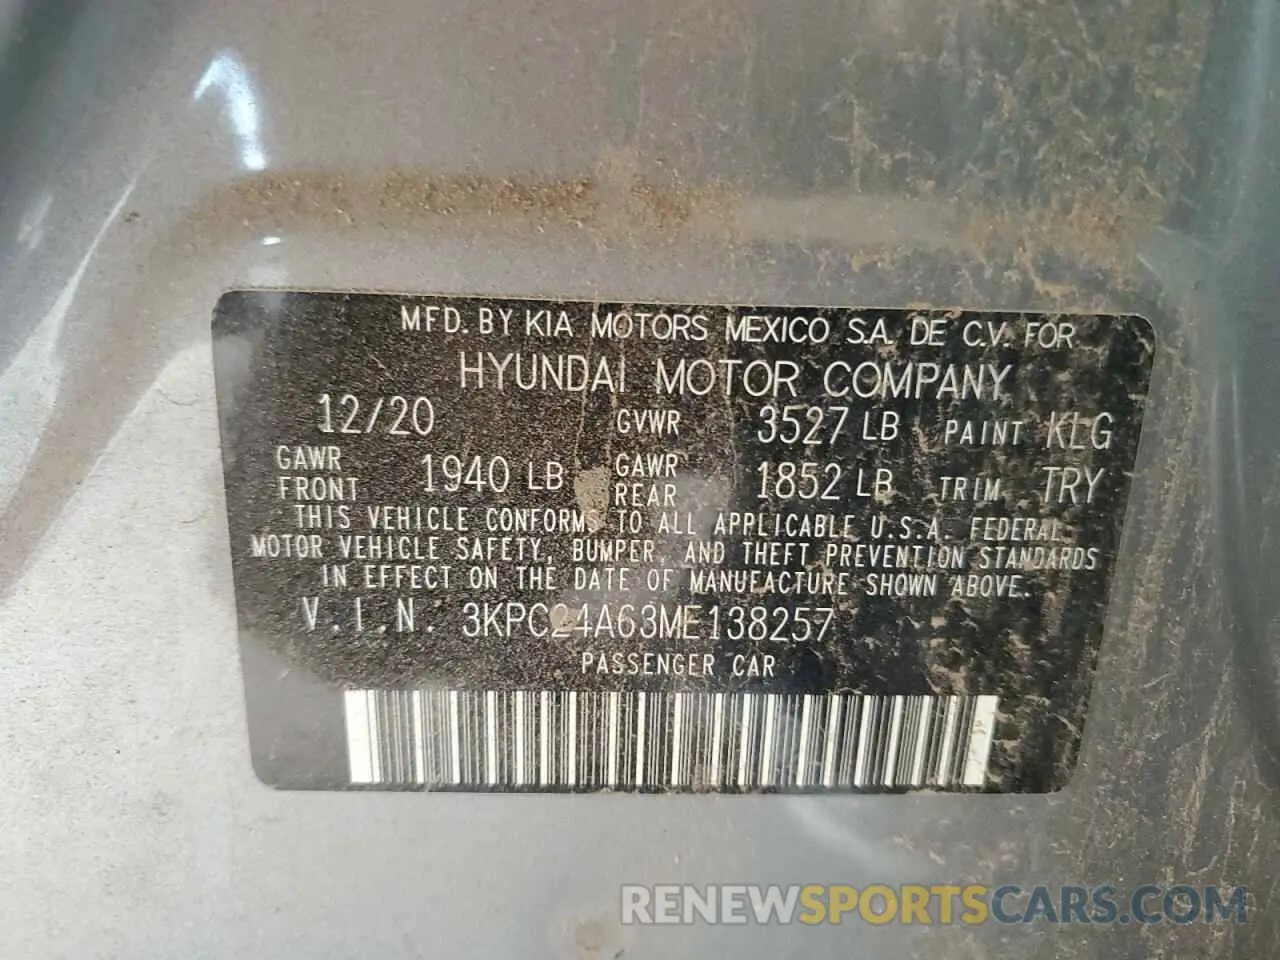 MFD. BY KIA MOTORS MEXICO S.A. DE C.V. FOR
HYUNDAI MOTOR COMPANY
12/20 GVWR 3527 LB PAINT KLG
GAWR FRONT 1940 LB GAWR REAR 1852 LB TRIM TRY
THIS VEHICLE CONFORMS TO ALL APPLICABLE U.S.A. FEDERAL
MOTOR VEHICLE SAFETY, BUMPER, AND THEFT PREVENTION STANDARDS
IN EFFECT ON THE DATE OF MANUFACTURE SHOWN ABOVE.
V.I.N. 3KPC24A63ME138257
PASSENGER CAR
RENEWSPORTSCARS.COM